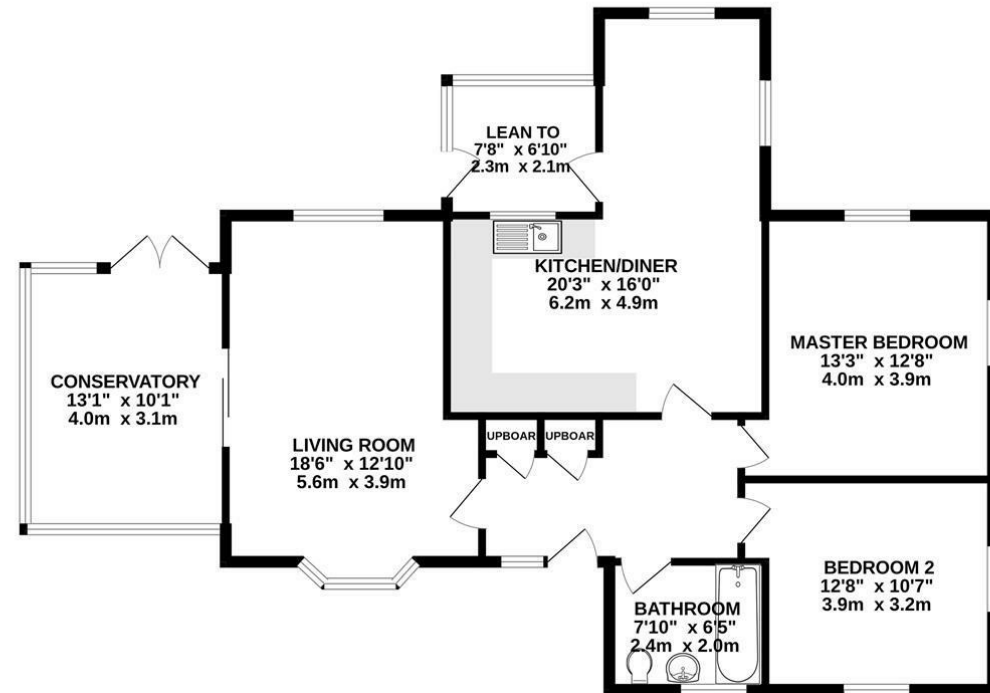 LEAN TO
7'8" x 6'10"
2.3m x 2.1m
KITCHEN/DINER
20'3" x 16'0"
6.2m x 4.9m
MASTER BEDROOM
13'3" x 12'8"
4.0m x 3.9m
CONSERVATORY
13'1" x 10'1"
4.0m x 3.1m
LIVING ROOM
18'6" x 12'10"
5.6m x 3.9m
UPBOAR
UPBOAR
BEDROOM 2
12'8" x 10'7"
3.9m x 3.2m
BATHROOM
7'10" x 6'5"
2.4m x 2.0m